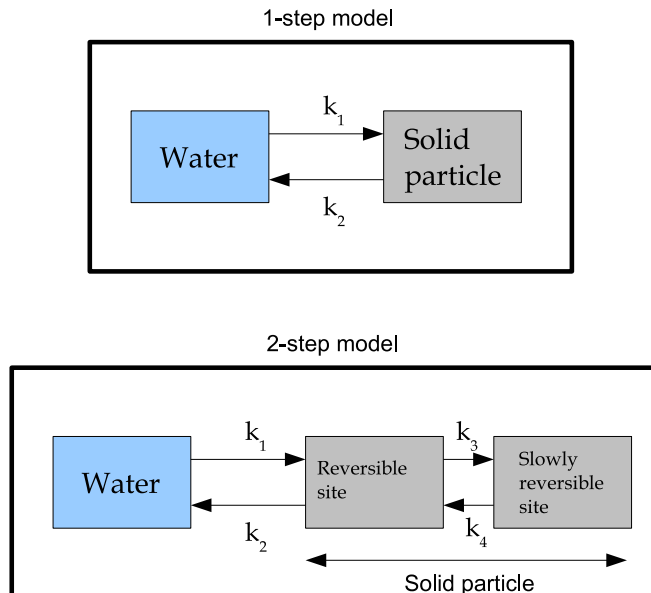 1-step model
k1
Water
Solid
particle
k2
2-step model
k1
k3
Water
Reversible
site
Slowly
reversible
site
k2
k4
Solid particle